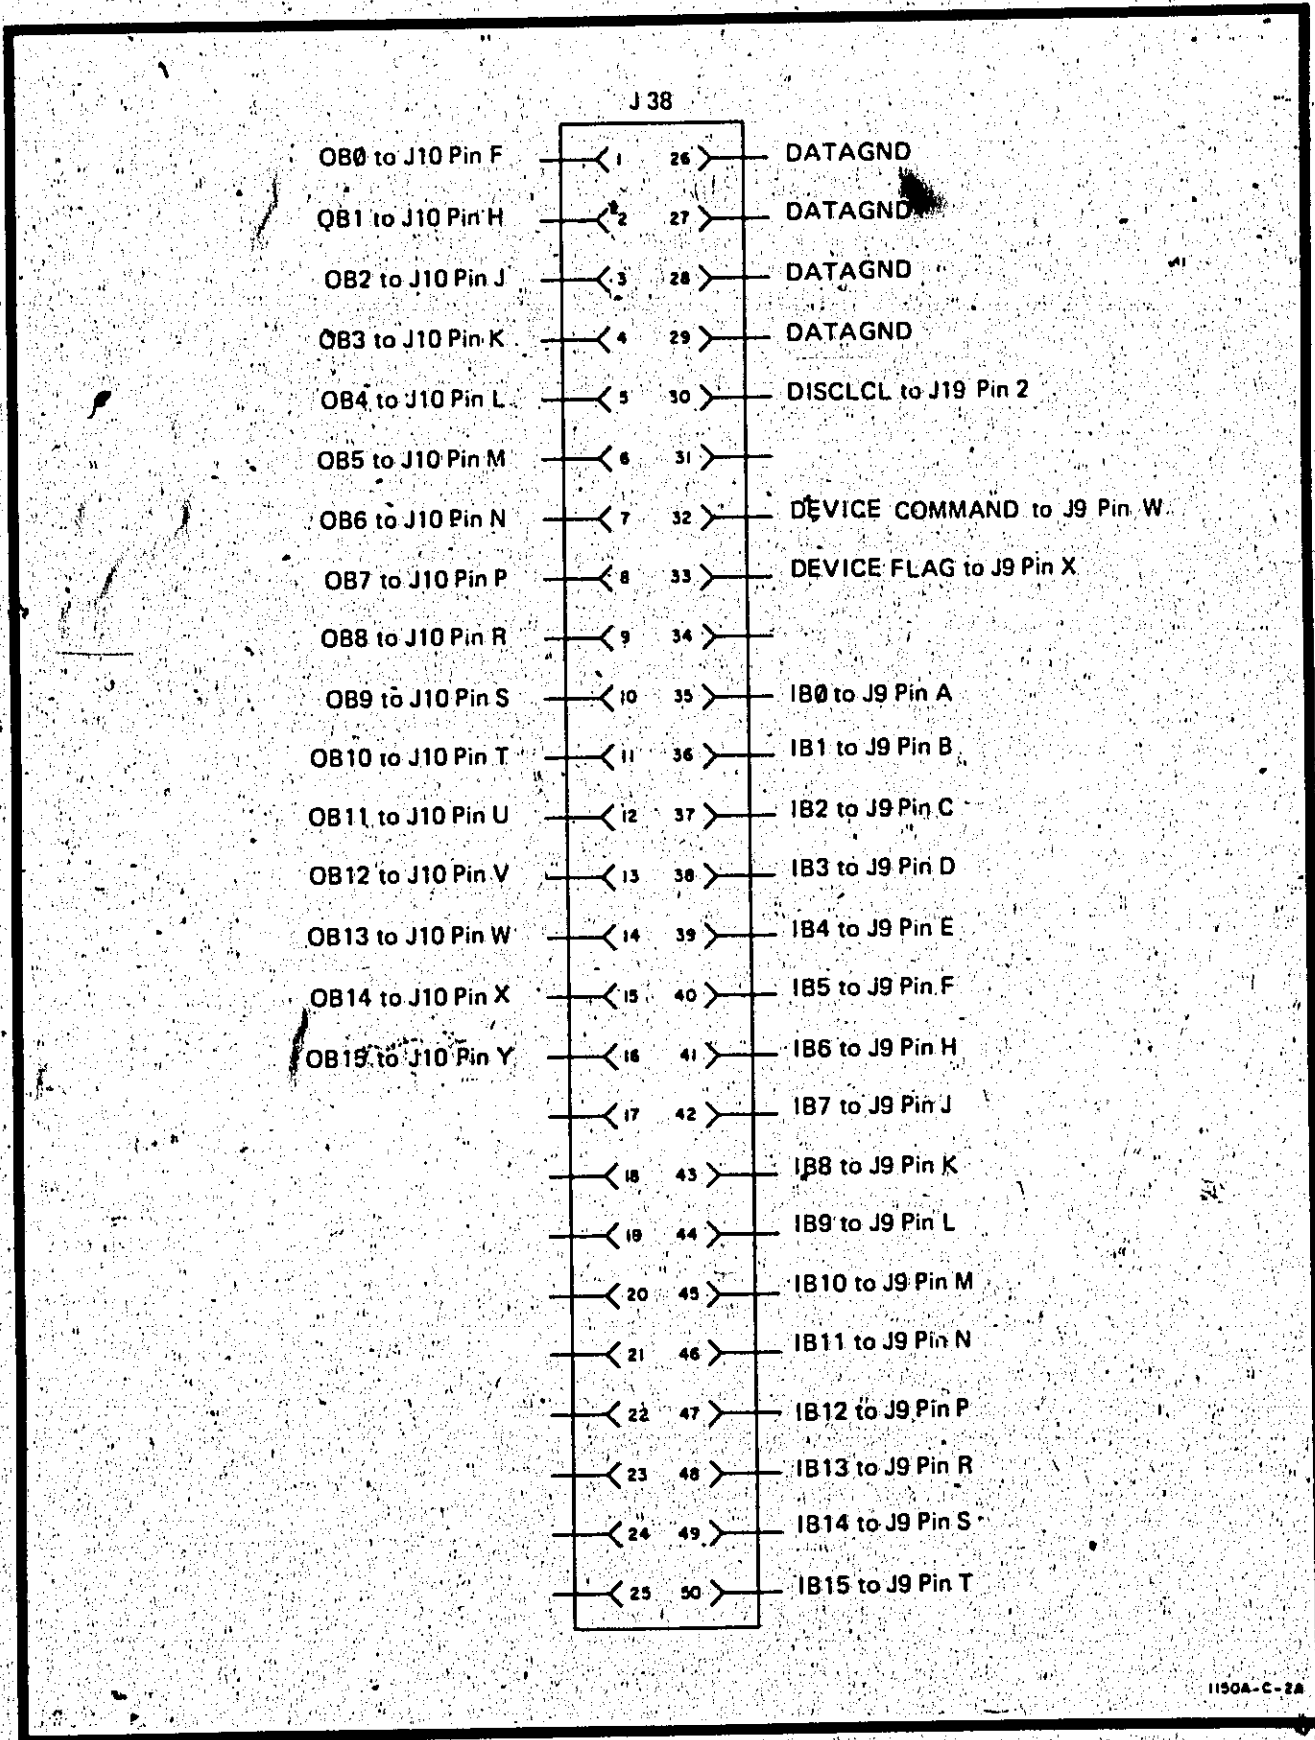 J 38
OB0 to J10 Pin F 1 26 DATAGND
OB1 to J10 Pin H 2 27 DATAGND
OB2 to J10 Pin J 3 28 DATAGND
OB3 to J10 Pin K 4 29 DATAGND
OB4 to J10 Pin L 5 30 DISCLCL to J19 Pin 2
OB5 to J10 Pin M 6 31
OB6 to J10 Pin N 7 32 DEVICE COMMAND to J9 Pin W
OB7 to J10 Pin P 8 33 DEVICE FLAG to J9 Pin X
OB8 to J10 Pin R 9 34
OB9 to J10 Pin S 10 35 IB0 to J9 Pin A
OB10 to J10 Pin T 11 36 IB1 to J9 Pin B
OB11 to J10 Pin U 12 37 IB2 to J9 Pin C
OB12 to J10 Pin V 13 38 IB3 to J9 Pin D
OB13 to J10 Pin W 14 39 IB4 to J9 Pin E
OB14 to J10 Pin X 15 40 IB5 to J9 Pin F
OB15 to J10 Pin Y 16 41 IB6 to J9 Pin H
17 42 IB7 to J9 Pin J
18 43 IB8 to J9 Pin K
19 44 IB9 to J9 Pin L
20 45 IB10 to J9 Pin M
21 46 IB11 to J9 Pin N
22 47 IB12 to J9 Pin P
23 48 IB13 to J9 Pin R
24 49 IB14 to J9 Pin S
25 50 IB15 to J9 Pin T
1150A-C-2A